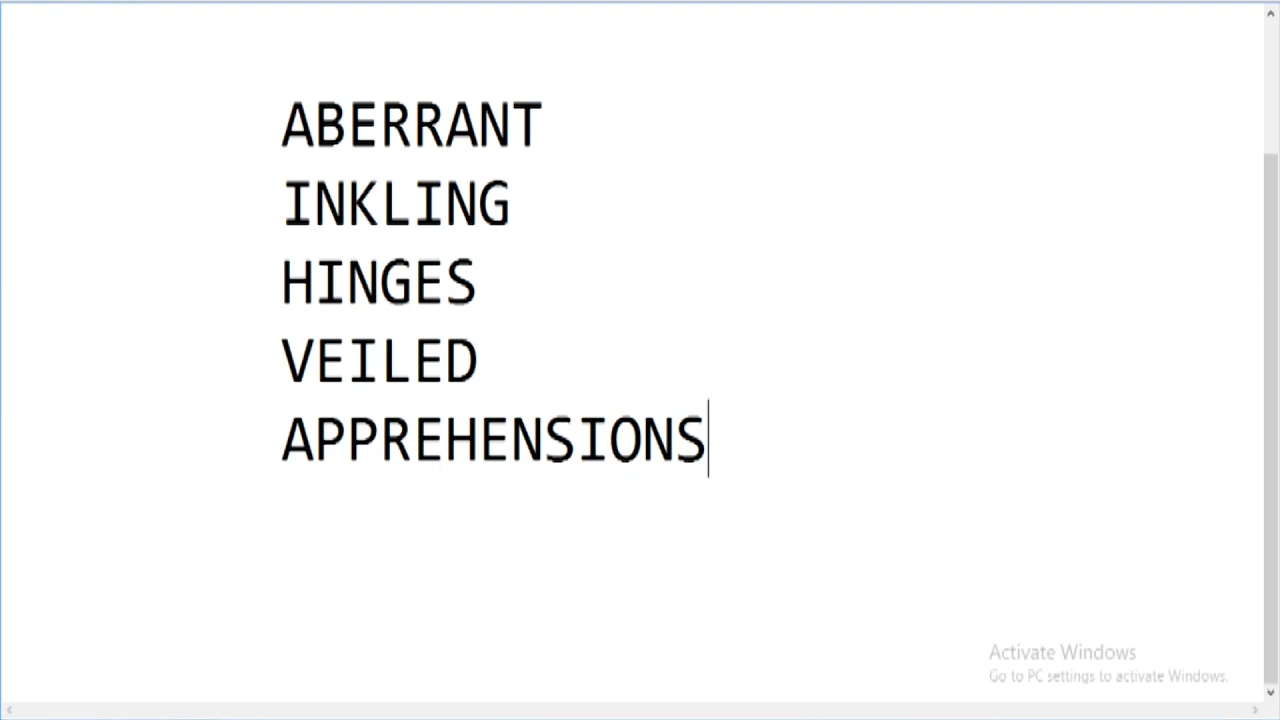 ABERRANT
INKLING
HINGES
VEILED
APPREHENSIONS
Activate Windows
Go to PC settings to activate Windows.